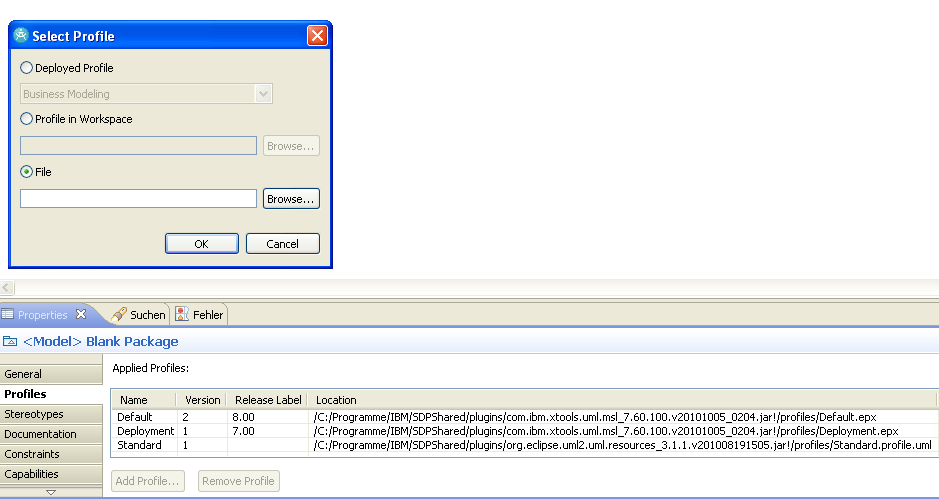 Select Profile
Deployed Profile
Business Modeling
Profile in Workspace
Browse...
File
Browse...
OK Cancel
Properties Suchen Fehler
<Model> Blank Package
General
Profiles
Stereotypes
Documentation
Constraints
Capabilities
Applied Profiles:
Name Version Release Label Location
Default 2 8.00 /C:/Programme/IBM/SDPShared/plugins/com.ibm.xtools.uml.msl_7.60.100.v20101005_0204.jar!/profiles/Default.epx
Deployment 1 7.00 /C:/Programme/IBM/SDPShared/plugins/com.ibm.xtools.uml.msl_7.60.100.v20101005_0204.jar!/profiles/Deployment.epx
Standard 1 /C:/Programme/IBM/SDPShared/plugins/org.eclipse.uml2.uml.resources_3.1.1.v201008191505.jar!/profiles/Standard.profile.uml
Add Profile... Remove Profile